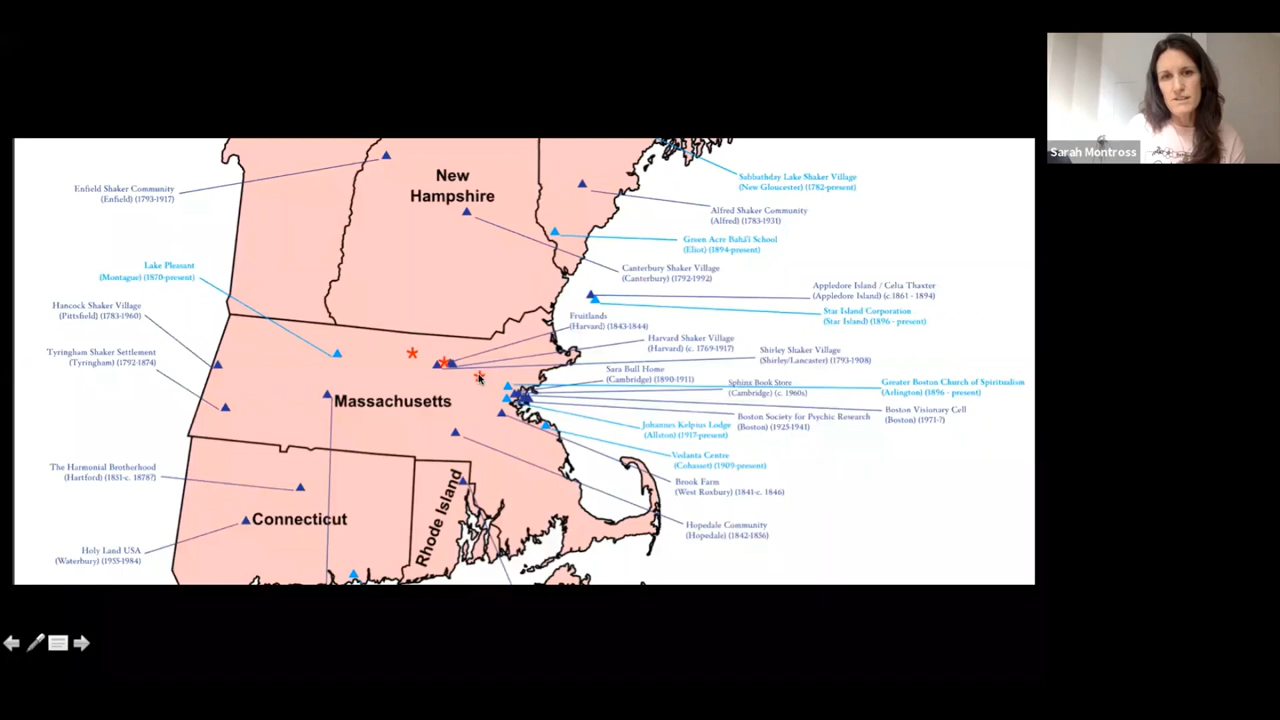 Sarah Montross
New
Hampshire
Enfield Shaker Community
(Enfield) (1793-1917)
Sabbathday Lake Shaker Village
(New Gloucester) (1782-present)
Alfred Shaker Community
(Alfred) (1783-1931)
Green Acre Bahá'í School
(Eliot) (1894-present)
Lake Pleasant
(Montague) (1870-present)
Canterbury Shaker Village
(Canterbury) (1792-1992)
Appledore Island / Celia Thaxter
(Appledore Island) (c.1861 - 1894)
Hancock Shaker Village
(Pittsfield) (1783-1960)
Star Island Corporation
(Star Island) (1896 - present)
Fruitlands
(Harvard) (1843-1844)
Harvard Shaker Village
(Harvard) (c. 1769-1917)
Tyringham Shaker Settlement
(Tyringham) (1792-1874)
Shirley Shaker Village
(Shirley/Lancaster) (1793-1908)
Sara Bull Home
(Cambridge) (1890-1911)
Sphinx Book Store
(Cambridge) (c. 1960s)
Greater Boston Church of Spiritualism
(Arlington) (1896 - present)
Massachusetts
Boston Visionary Cell
(Boston) (1971-?)
Boston Society for Psychic Research
(Boston) (1925-1941)
Johannes Kelpius Lodge
(Allston) (1917-present)
Vedanta Centre
(Cohasset) (1909-present)
The Harmonial Brotherhood
(Hartford) (1851-c. 1878?)
Brook Farm
(West Roxbury) (1841-c. 1846)
Connecticut
Rhode Island
Hopedale Community
(Hopedale) (1842-1856)
Holy Land USA
(Waterbury) (1955-1984)